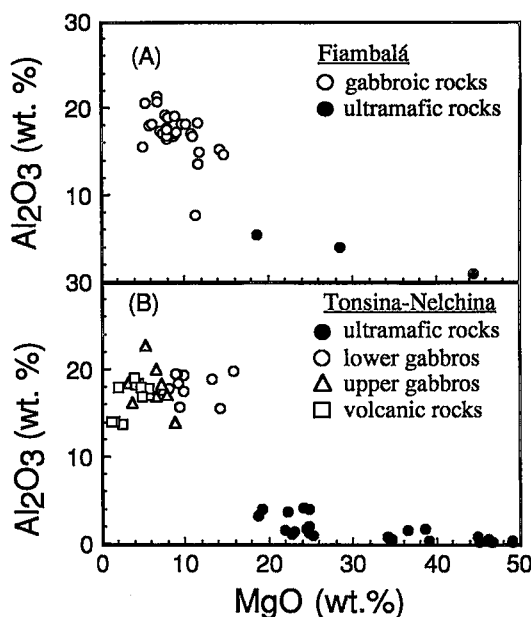 30
(A)
Fiambalá
gabbroic rocks
ultramafic rocks
20
10
Al2O3 (wt. %)
30
(B)
Tonsina-Nelchina
ultramafic rocks
lower gabbros
upper gabbros
volcanic rocks
20
10
0
Al2O3 (wt. %)
0 10 20 30 40 50
MgO (wt.%)